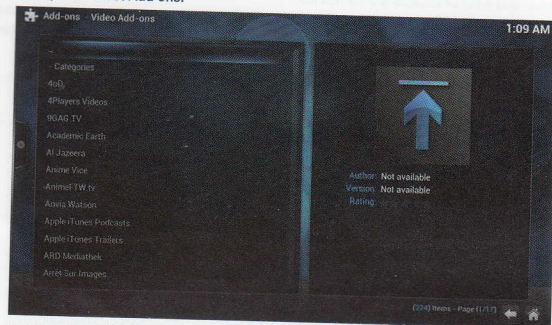 Add-ons - Video Add-ons
1:09 AM
..
- Categories
4oD
4Players Videos
9GAG TV
Academic Earth
Al Jazeera
Anime Vice
AnimeFTW.tv
Anvia Watson
Apple iTunes Podcasts
Apple iTunes Trailers
ARD Mediathek
Arrêt Sur Images
Author: Not available
Version: Not available
Rating:
(224) Items - Page (1/17)